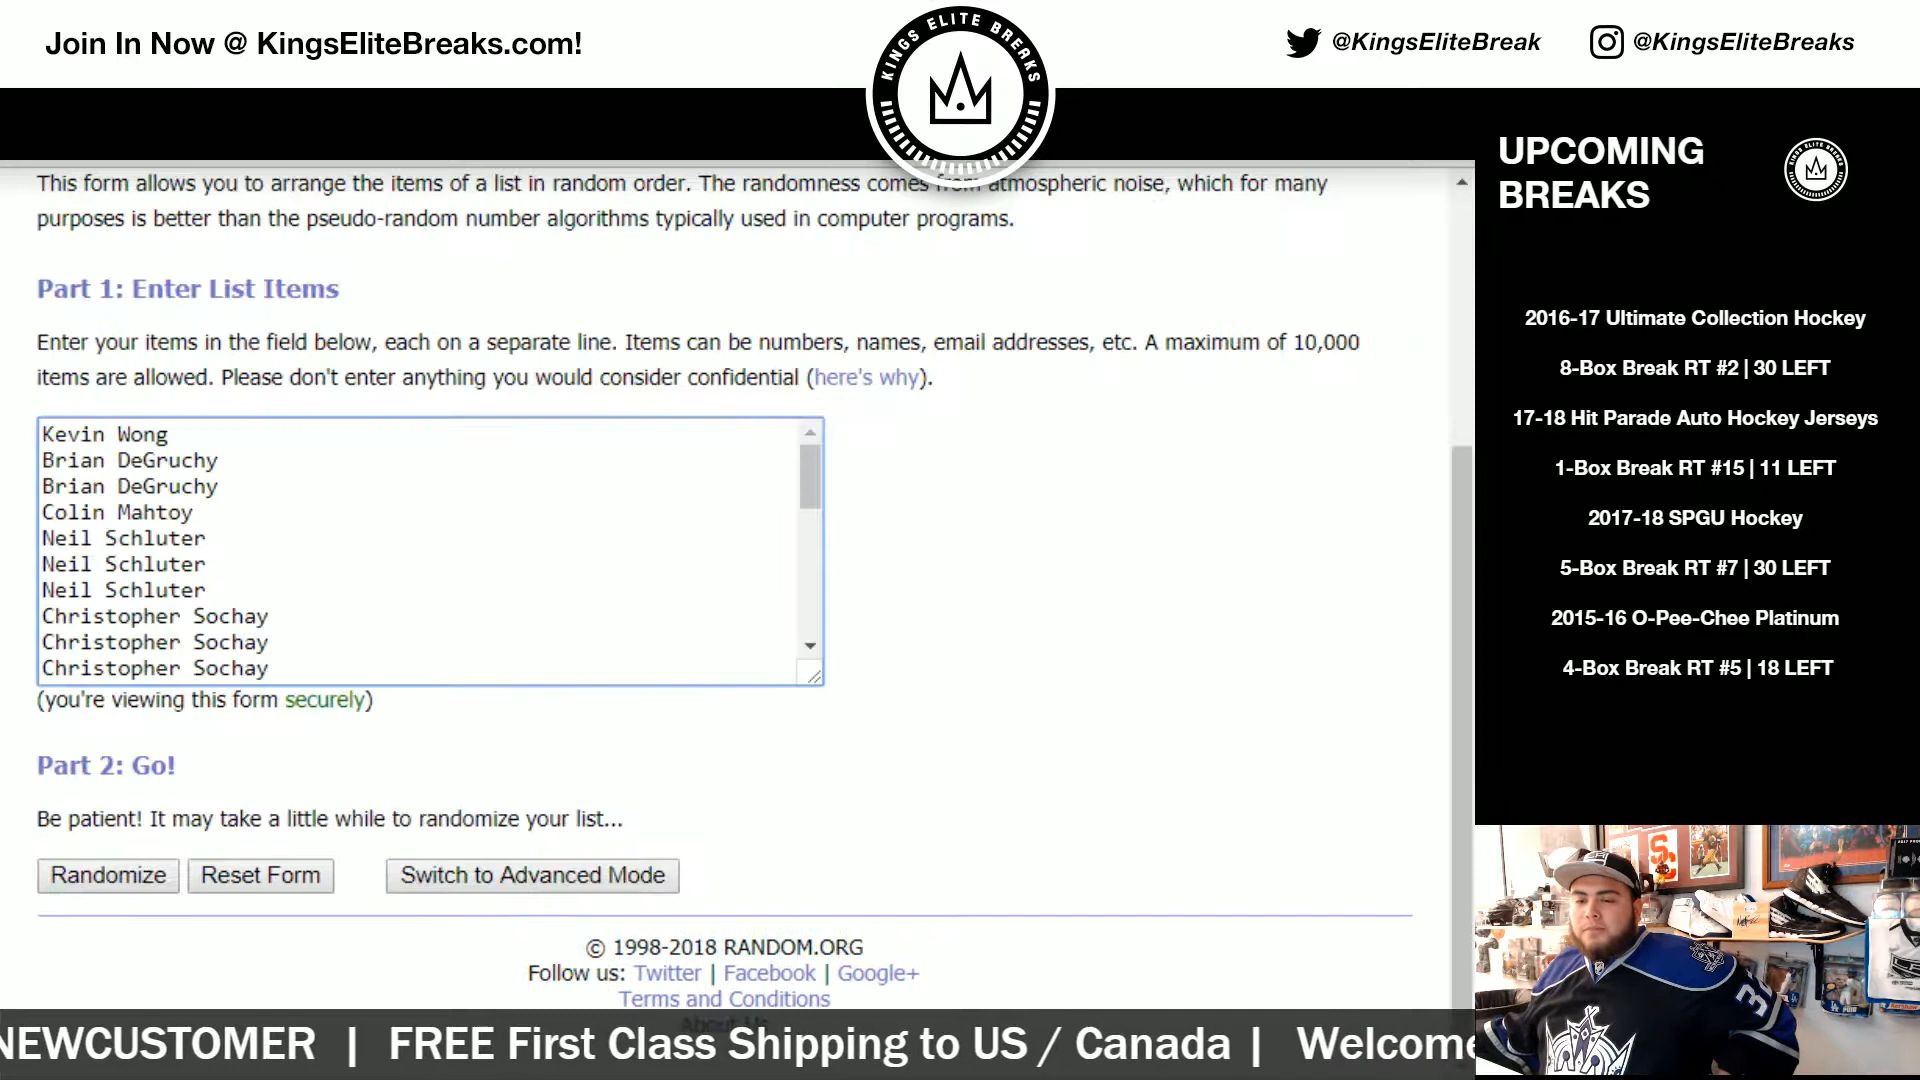 Join In Now @ KingsEliteBreaks.com!
KINGS ELITE BREAKS
@KingsEliteBreak
@KingsEliteBreaks
This form allows you to arrange the items of a list in random order. The randomness comes from atmospheric noise, which for many
purposes is better than the pseudo-random number algorithms typically used in computer programs.
Part 1: Enter List Items
Enter your items in the field below, each on a separate line. Items can be numbers, names, email addresses, etc. A maximum of 10,000
items are allowed. Please don't enter anything you would consider confidential (here's why).
Kevin Wong
Brian DeGruchy
Brian DeGruchy
Colin Mahtoy
Neil Schluter
Neil Schluter
Neil Schluter
Christopher Sochay
Christopher Sochay
Christopher Sochay
(you're viewing this form securely)
Part 2: Go!
Be patient! It may take a little while to randomize your list...
Randomize
Reset Form
Switch to Advanced Mode
© 1998-2018 RANDOM.ORG
Follow us: Twitter | Facebook | Google+
Terms and Conditions
UPCOMING
BREAKS
KINGS ELITE BREAKS
2016-17 Ultimate Collection Hockey
8-Box Break RT #2 | 30 LEFT
17-18 Hit Parade Auto Hockey Jerseys
1-Box Break RT #15 | 11 LEFT
2017-18 SPGU Hockey
5-Box Break RT #7 | 30 LEFT
2015-16 O-Pee-Chee Platinum
4-Box Break RT #5 | 18 LEFT
NEWCUSTOMER | FREE First Class Shipping to US / Canada | Welcome